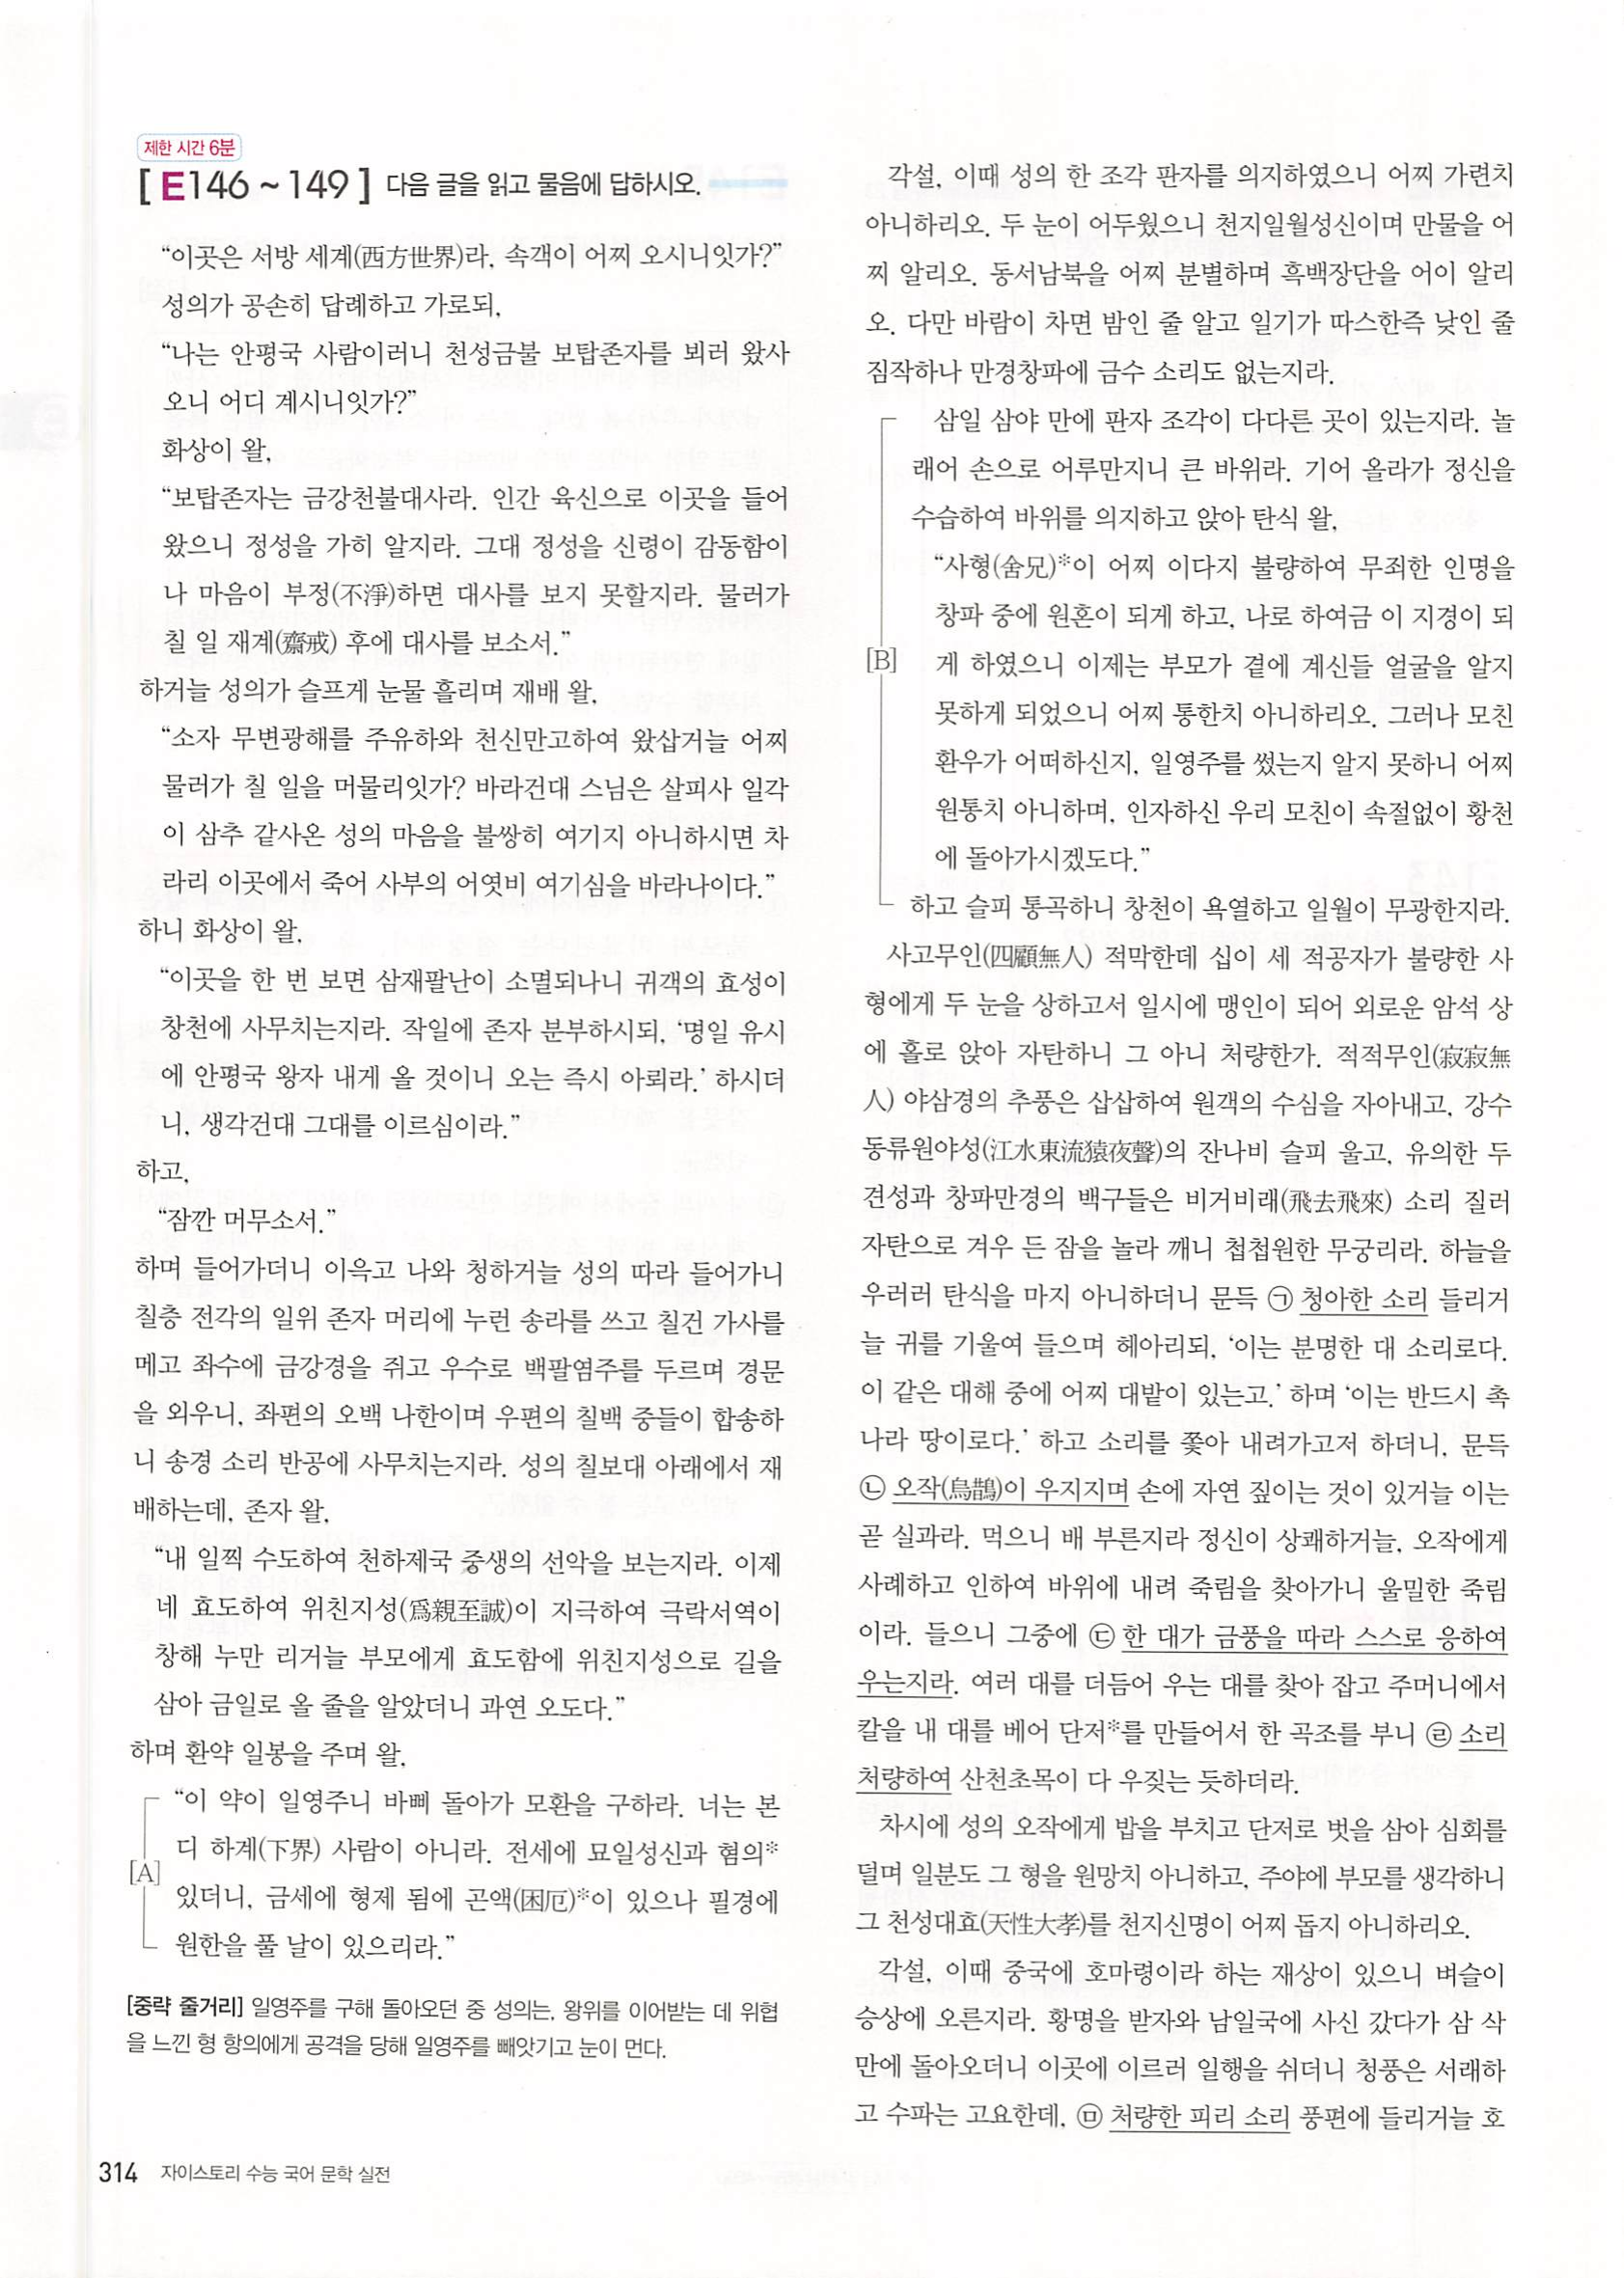 제한 시간 6분
[E146 ~ 149] 다음 글을 읽고 물음에 답하시오.
“이곳은 서방 세계(西方世界)라, 속객이 어찌 오시니잇가?”
성의가 공손히 답례하고 가로되,
“나는 안평국 사람이러니 천성금불 보탑존자를 뵈러 왔사
오니 어디 계시니잇가?”
화상이 왈,
“보탑존자는 금강천불대사라. 인간 육신으로 이곳을 들어
왔으니 정성을 가히 알지라. 그대 정성을 신령이 감동함이
나 마음이 부정(不淨)하면 대사를 보지 못할지라. 물러가
칠 일 재계(齋戒) 후에 대사를 보소서.”
하거늘 성의가 슬프게 눈물 흘리며 재배 왈,
“소자 무변광해를 주유하와 천신만고하여 왔삽거늘 어찌
물러가 칠 일을 머물리잇가? 바라건대 스님은 살피사 일각
이 삼추 같사온 성의 마음을 불쌍히 여기지 아니하시면 차
라리 이곳에서 죽어 사부의 어엿비 여기심을 바라나이다.”
하니 화상이 왈,
“이곳을 한 번 보면 삼재팔난이 소멸되나니 귀객의 효성이
창천에 사무치는지라. 작일에 존자 분부하시되, ‘명일 유시
에 안평국 왕자 내게 올 것이니 오는 즉시 아뢰라.’ 하시더
니, 생각건대 그대를 이르심이라.”
하고,
“잠깐 머무소서.”
하며 들어가더니 이윽고 나와 청하거늘 성의 따라 들어가니
칠층 전각의 일위 존자 머리에 누런 송라를 쓰고 칠건 가사를
메고 좌수에 금강경을 쥐고 우수로 백팔염주를 두르며 경문
을 외우니, 좌편의 오백 나한이며 우편의 칠백 중들이 합송하
니 송경 소리 반공에 사무치는지라. 성의 칠보대 아래에서 재
배하는데, 존자 왈,
“내 일찍 수도하여 천하제국 중생의 선악을 보는지라. 이제
네 효도하여 위친지성(爲親至誠)이 지극하여 극락서역이
창해 누만 리거늘 부모에게 효도함에 위친지성으로 길을
삼아 금일로 올 줄을 알았더니 과연 오도다.”
하며 환약 일봉을 주며 왈,
[A]
“이 약이 일영주니 바삐 돌아가 모환을 구하라. 너는 본
디 하계(下界) 사람이 아니라. 전세에 묘일성신과 혐의*
있더니, 금세에 형제 됨에 곤액(困厄)*이 있으나 필경에
원한을 풀 날이 있으리라.”
[중략 줄거리] 일영주를 구해 돌아오던 중 성의는, 왕위를 이어받는 데 위협
을 느낀 형 항의에게 공격을 당해 일영주를 빼앗기고 눈이 먼다.
각설, 이때 성의 한 조각 판자를 의지하였으니 어찌 가련치
아니하리오. 두 눈이 어두웠으니 천지일월성신이며 만물을 어
찌 알리오. 동서남북을 어찌 분별하며 흑백장단을 어이 알리
오. 다만 바람이 차면 밤인 줄 알고 일기가 따스한즉 낮인 줄
짐작하나 만경창파에 금수 소리도 없는지라.
[B]
삼일 삼야 만에 판자 조각이 다다른 곳이 있는지라. 놀
래어 손으로 어루만지니 큰 바위라. 기어 올라가 정신을
수습하여 바위를 의지하고 앉아 탄식 왈,
“사형(舍兄)*이 어찌 이다지 불량하여 무죄한 인명을
창파 중에 원혼이 되게 하고, 나로 하여금 이 지경이 되
게 하였으니 이제는 부모가 곁에 계신들 얼굴을 알지
못하게 되었으니 어찌 통한치 아니하리오. 그러나 모친
환우가 어떠하신지, 일영주를 썼는지 알지 못하니 어찌
원통치 아니하며, 인자하신 우리 모친이 속절없이 황천
에 돌아가시겠도다.”
하고 슬피 통곡하니 창천이 욕열하고 일월이 무광한지라.
사고무인(四顧無人) 적막한데 십이 세 적공자가 불량한 사
형에게 두 눈을 상하고서 일시에 맹인이 되어 외로운 암석 상
에 홀로 앉아 자탄하니 그 아니 처량한가. 적적무인(寂寂無
人) 야삼경의 추풍은 삽삽하여 원객의 수심을 자아내고, 강수
동류원야성(江水東流猿夜聲)의 잔나비 슬피 울고, 유의한 두
견성과 창파만경의 백구들은 비거비래(飛去飛來) 소리 질러
자탄으로 겨우 든 잠을 놀라 깨니 첩첩원한 무궁리라. 하늘을
우러러 탄식을 마지 아니하더니 문득 ㉠ 청아한 소리 들리거
늘 귀를 기울여 들으며 헤아리되, ‘이는 분명한 대 소리로다.
이 같은 대해 중에 어찌 대밭이 있는고.’ 하며 ‘이는 반드시 촉
나라 땅이로다.’ 하고 소리를 쫓아 내려가고저 하더니, 문득
㉡ 오작(烏鵲)이 우지지며 손에 자연 짚이는 것이 있거늘 이는
곧 실과라. 먹으니 배 부른지라 정신이 상쾌하거늘, 오작에게
사례하고 인하여 바위에 내려 죽림을 찾아가니 울밀한 죽림
이라. 들으니 그중에 ㉢ 한 대가 금풍을 따라 스스로 응하여
우는지라. 여러 대를 더듬어 우는 대를 찾아 잡고 주머니에서
칼을 내 대를 베어 단저*를 만들어서 한 곡조를 부니 ㉣ 소리
처량하여 산천초목이 다 우짖는 듯하더라.
차시에 성의 오작에게 밥을 부치고 단저로 벗을 삼아 심회를
덜며 일분도 그 형을 원망치 아니하고, 주야에 부모를 생각하니
그 천성대효(天性大孝)를 천지신명이 어찌 돕지 아니하리오.
각설, 이때 중국에 호마령이라 하는 재상이 있으니 벼슬이
승상에 오른지라. 황명을 받자와 남일국에 사신 갔다가 삼 삭
만에 돌아오더니 이곳에 이르러 일행을 쉬더니 청풍은 서래하
고 수파는 고요한데, ㉤ 처량한 피리 소리 풍편에 들리거늘 호
314 자이스토리 수능 국어 문학 실전